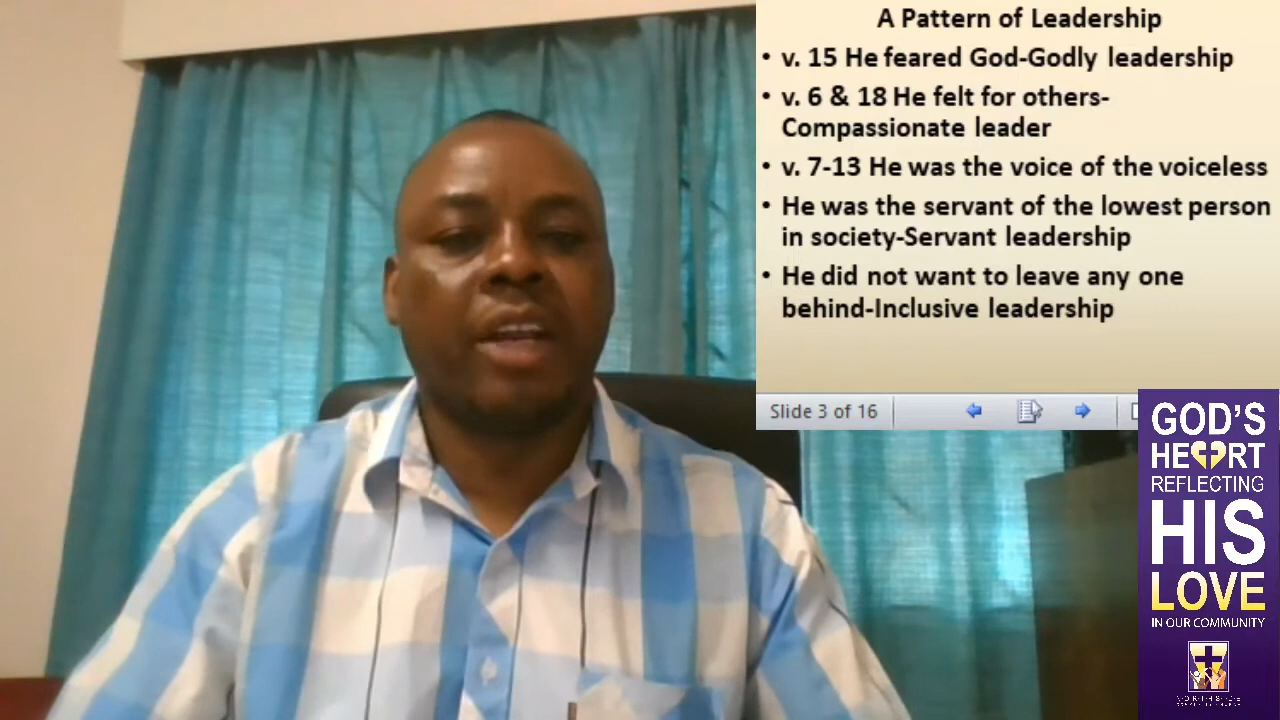 A Pattern of Leadership
• v. 15 He feared God-Godly leadership
• v. 6 & 18 He felt for others-
Compassionate leader
• v. 7-13 He was the voice of the voiceless
• He was the servant of the lowest person
in society-Servant leadership
• He did not want to leave any one
behind-Inclusive leadership
Slide 3 of 16
GOD'S
HEART
REFLECTING
HIS
LOVE
IN OUR COMMUNITY